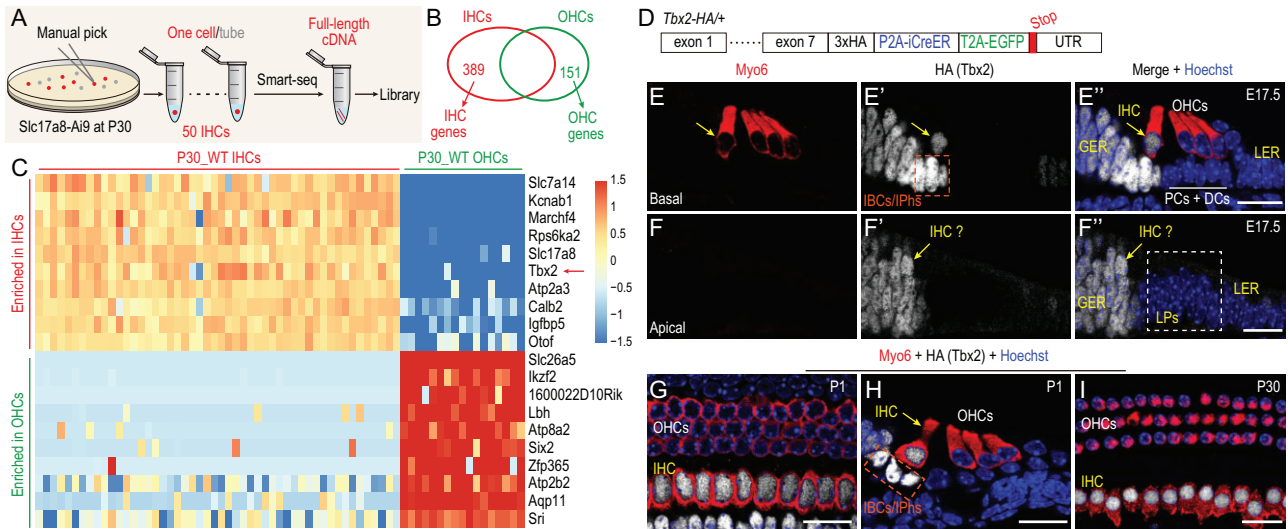 A
Manual pick
One cell/tube
Full-length
cDNA
Smart-seq
Library
Slc17a8-Ai9 at P30
50 IHCs
B
IHCs
OHCs
389
151
IHC
genes
OHC
genes
C
P30_WT IHCs
P30_WT OHCs
Enriched in IHCs
Enriched in OHCs
Slc7a14
Kcnab1
Marchf4
Rps6ka2
Slc17a8
Tbx2
Atp2a3
Calb2
Igfbp5
Otof
Slc26a5
Ikzf2
1600022D10Rik
Lbh
Atp8a2
Six2
Zfp365
Atp2b2
Aqp11
Sri
1.5
1
0.5
0
−0.5
−1
−1.5
D
Tbx2-HA/+
Stop
exon 1
exon 7
3xHA
P2A-iCreER
T2A-EGFP
UTR
Myo6
HA (Tbx2)
Merge + Hoechst
E
Basal
E'
IBCs/IPhs
E''
E17.5
IHC
OHCs
GER
LER
PCs + DCs
F
Apical
F'
IHC ?
F''
E17.5
IHC ?
GER
LER
LPs
Myo6 + HA (Tbx2) + Hoechst
G
P1
OHCs
IHC
H
P1
IHC
OHCs
IBCs/IPhs
I
P30
OHCs
IHC